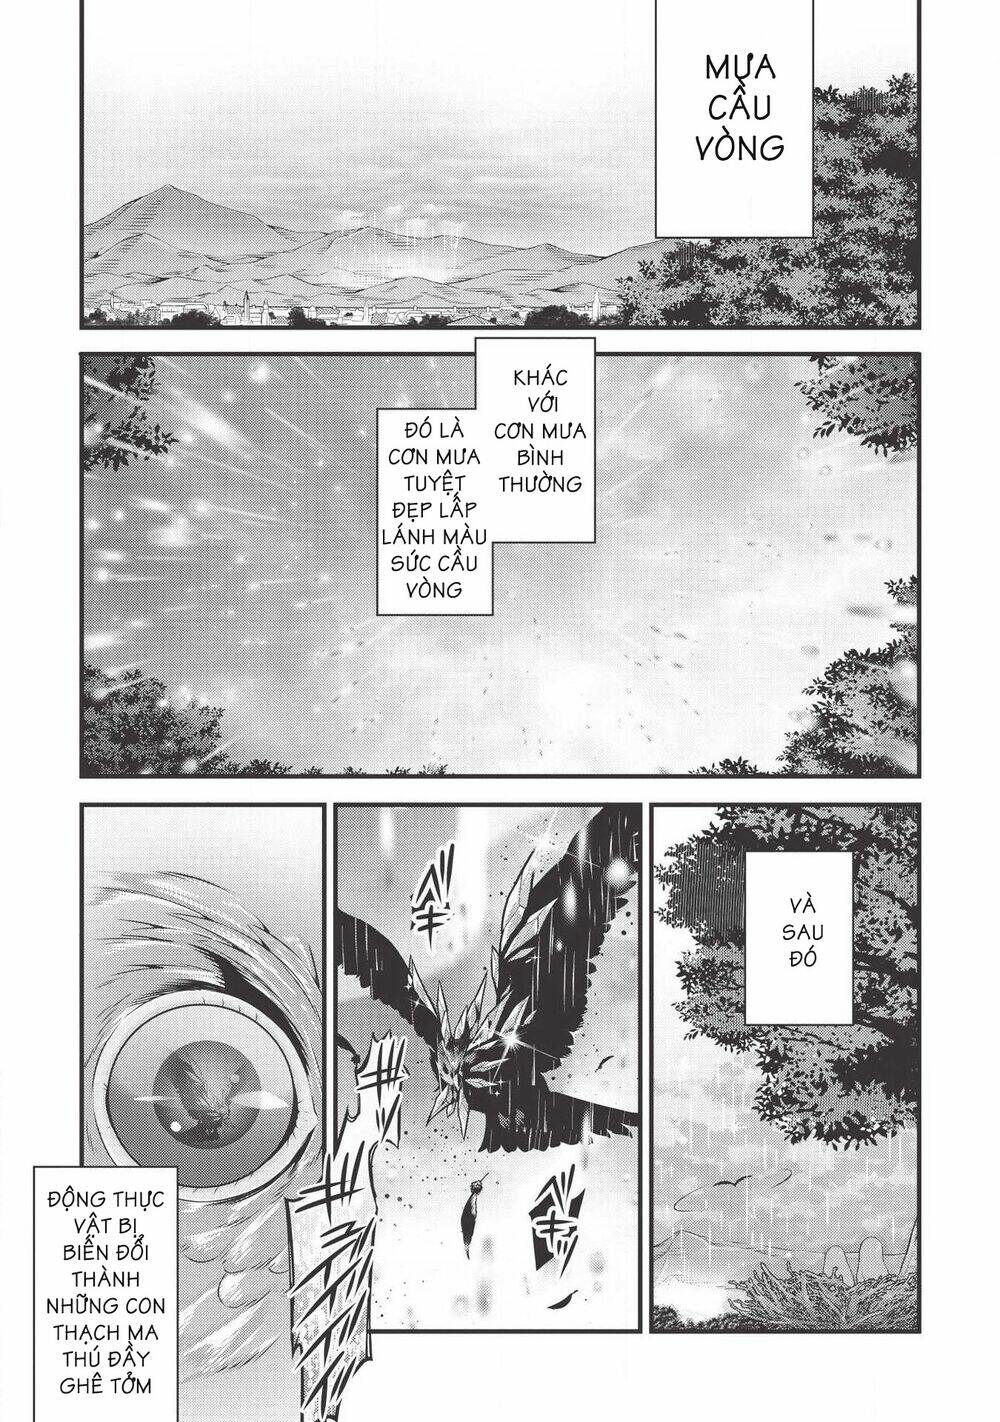 MƯA
CẦU
VÒNG
KHÁC
VỚI
CƠN MƯA
BÌNH
THƯỜNG
ĐÓ LÀ
CƠN MƯA
TUYỆT
ĐẸP LẤP
LÁNH MÀU
SỨC CẦU
VÒNG
VÀ
SAU
ĐÓ
ĐỘNG THỰC
VẬT BỊ
BIẾN ĐỔI
THÀNH
NHỮNG CON
THẠCH MA
THÚ ĐẦY
GHÊ TỞM